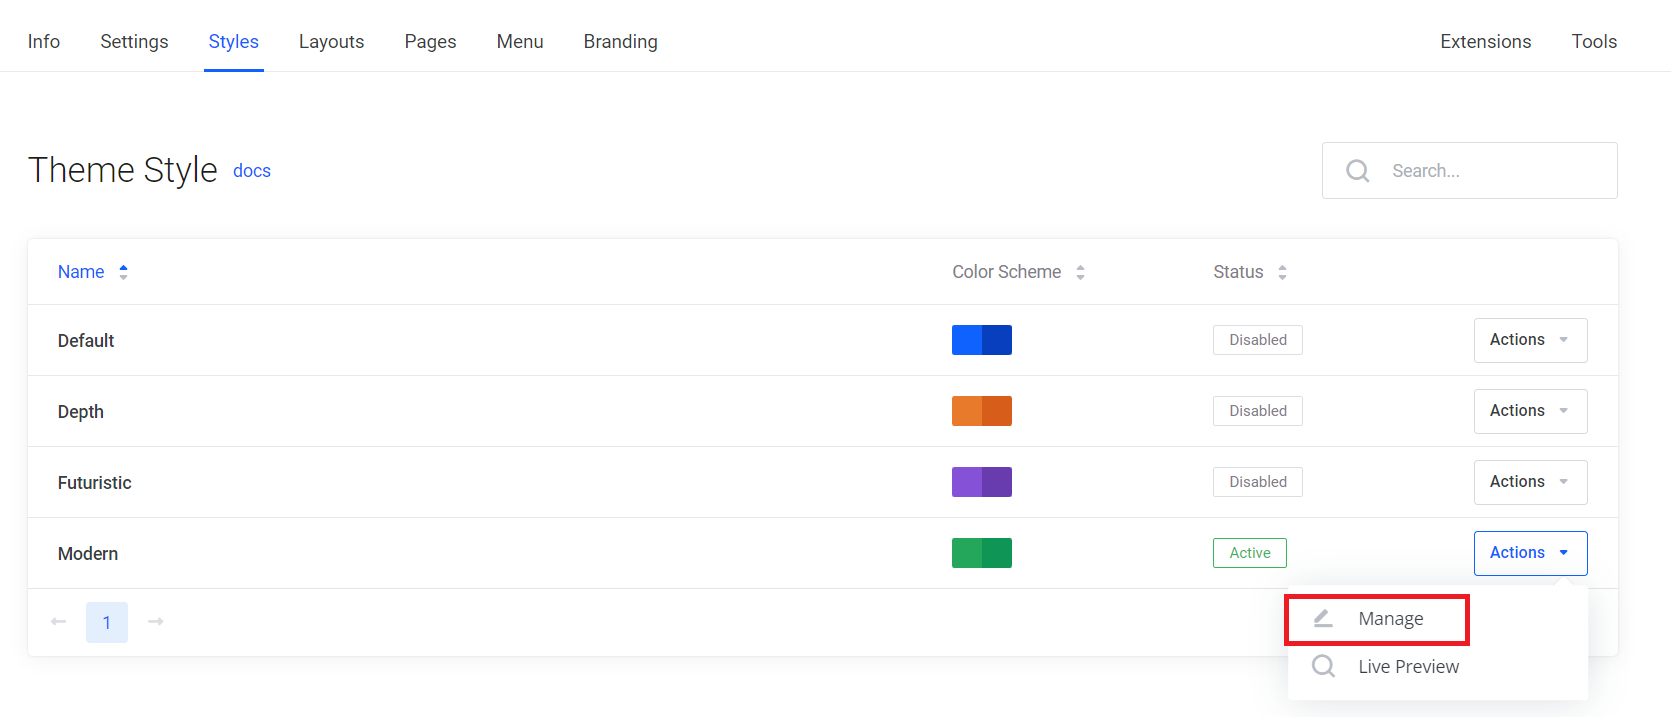 Info Settings Styles Layouts Pages Menu Branding Extensions Tools
Theme Style docs
Search...
Name Color Scheme Status
Default Disabled Actions
Depth Disabled Actions
Futuristic Disabled Actions
Modern Active Actions
1
Manage
Live Preview